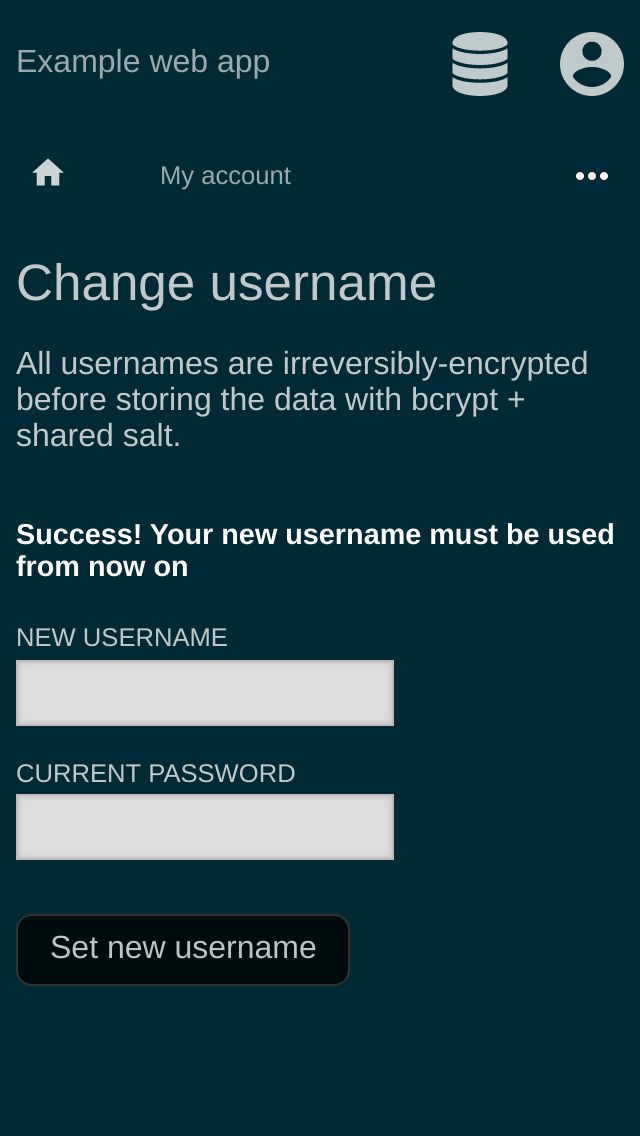 Example web app
My account
Change username
All usernames are irreversibly-encrypted
before storing the data with bcrypt +
shared salt.
Success! Your new username must be used
from now on
NEW USERNAME
CURRENT PASSWORD
Set new username